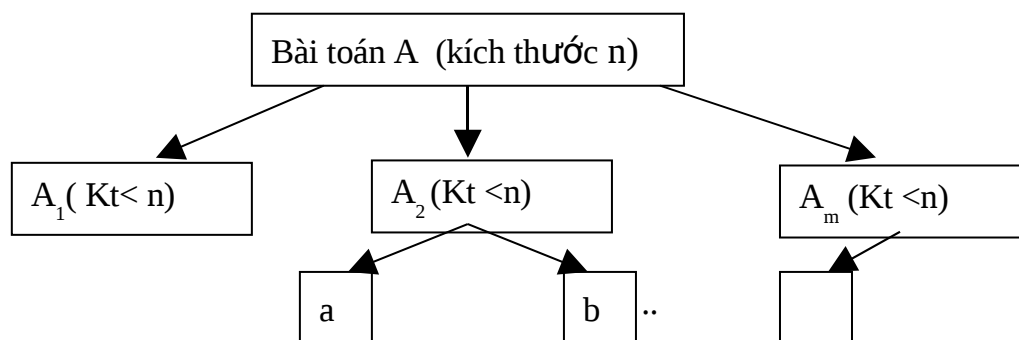 Bài toán A (kích thước n)
A₁( Kt< n)
A₂ (Kt <n)
Aₘ (Kt <n)
a
b
..